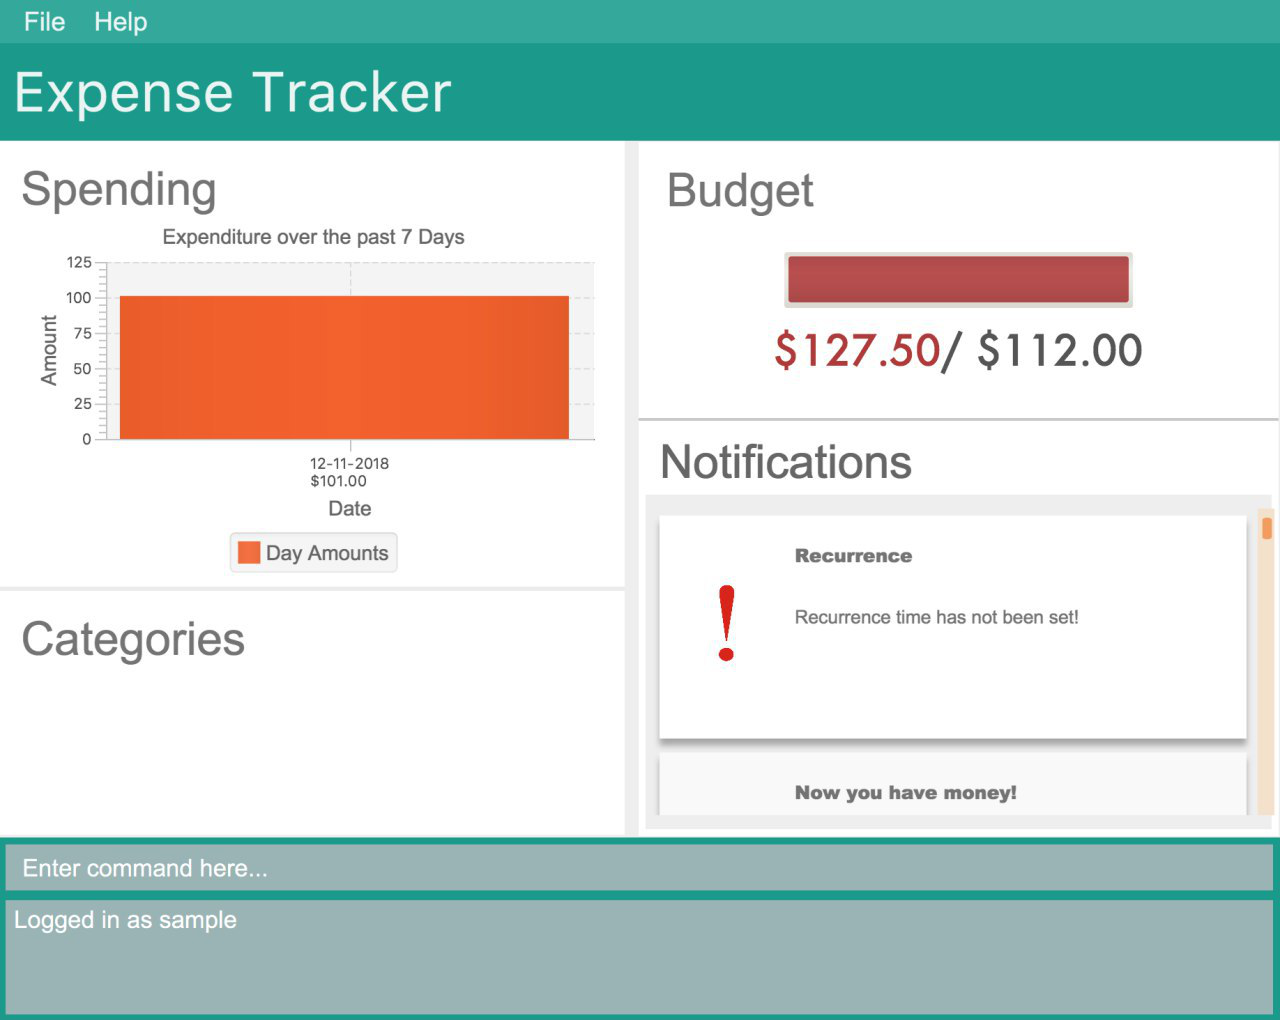 File Help
Expense Tracker
Spending
Expenditure over the past 7 Days
125
100
75
50
25
0
Amount
12-11-2018
$101.00
Date
Day Amounts
Categories
Budget
$127.50/ $112.00
Notifications
Recurrence
Recurrence time has not been set!
Now you have money!
Enter command here...
Logged in as sample